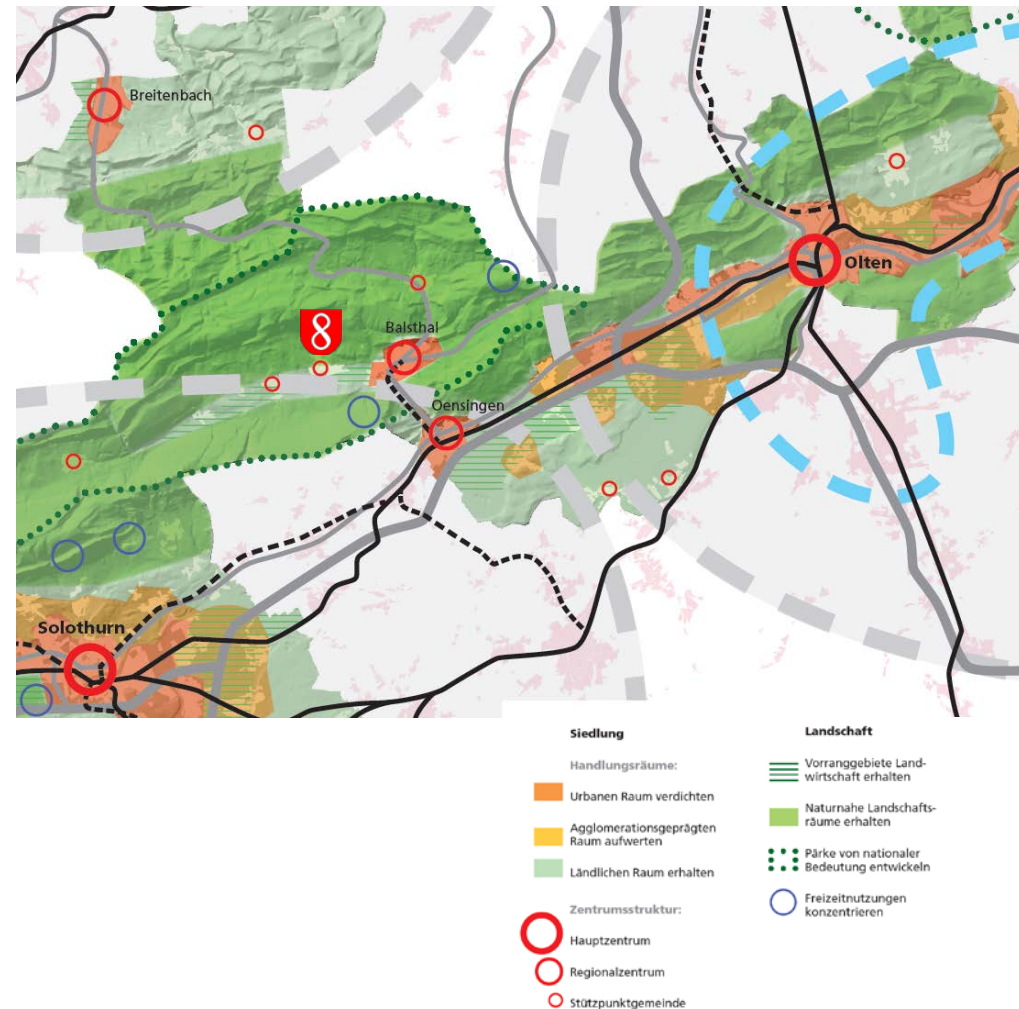 Breitenbach
Olten
8
Balsthal
Oensingen
Solothurn
Siedlung
Handlungsräume:
Urbanen Raum verdichten
Agglomerationsgeprägten
Raum aufwerten
Ländlichen Raum erhalten
Zentrumsstruktur:
Hauptzentrum
Regionalzentrum
Stützpunktgemeinde
Landschaft
Vorranggebiete Land-
wirtschaft erhalten
Naturnahe Landschafts-
räume erhalten
Pärke von nationaler
Bedeutung entwickeln
Freizeitnutzungen
konzentrieren